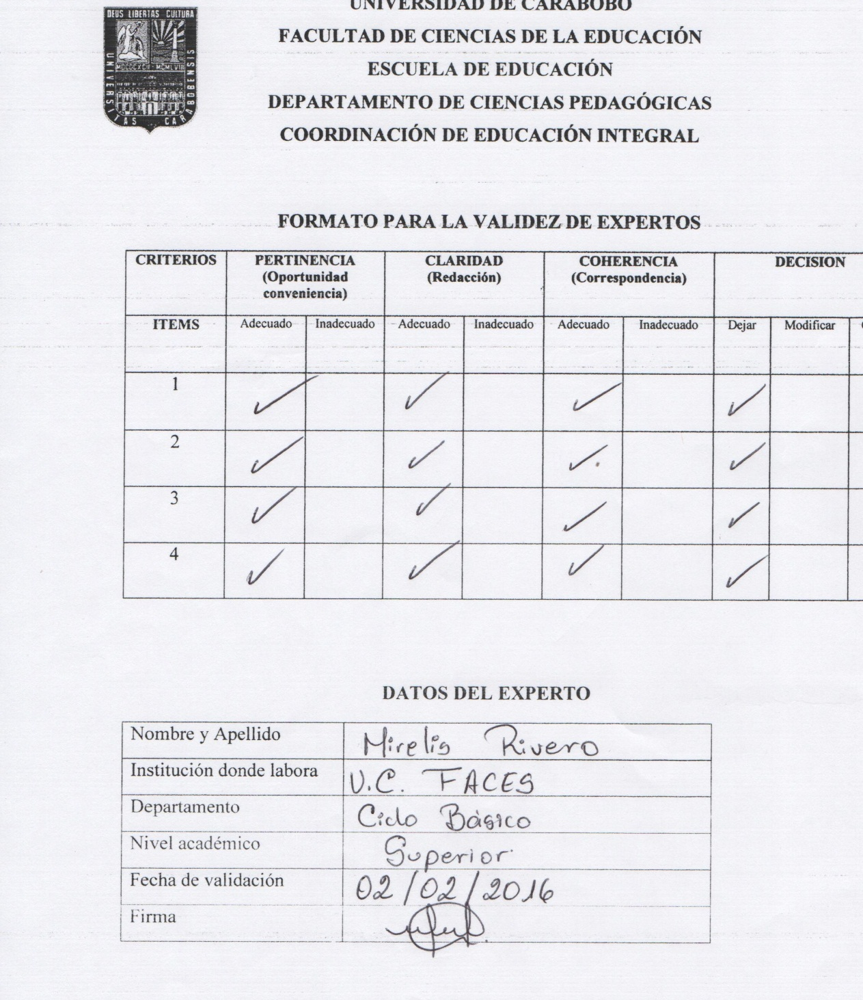 DEUS LIBERTAS CULTURA
MDCCCXCII - MCMLVIII
UNIVERSITAS CARABOBENSIS
UNIVERSIDAD DE CARABOBO
FACULTAD DE CIENCIAS DE LA EDUCACIÓN
ESCUELA DE EDUCACIÓN
DEPARTAMENTO DE CIENCIAS PEDAGÓGICAS
COORDINACIÓN DE EDUCACIÓN INTEGRAL
FORMATO PARA LA VALIDEZ DE EXPERTOS
CRITERIOS PERTINENCIA CLARIDAD COHERENCIA DECISION
(Oportunidad (Redacción) (Correspondencia)
conveniencia)
ITEMS Adecuado Inadecuado Adecuado Inadecuado Adecuado Inadecuado Dejar Modificar
1 ✓ ✓ ✓ ✓
2 ✓ ✓ ✓ ✓
3 ✓ ✓ ✓ ✓
4 ✓ ✓ ✓ ✓
DATOS DEL EXPERTO
Nombre y Apellido Mirelis Rivero
Institución donde labora U.C. FACES
Departamento Ciclo Básico
Nivel académico Superior
Fecha de validación 02/02/2016
Firma